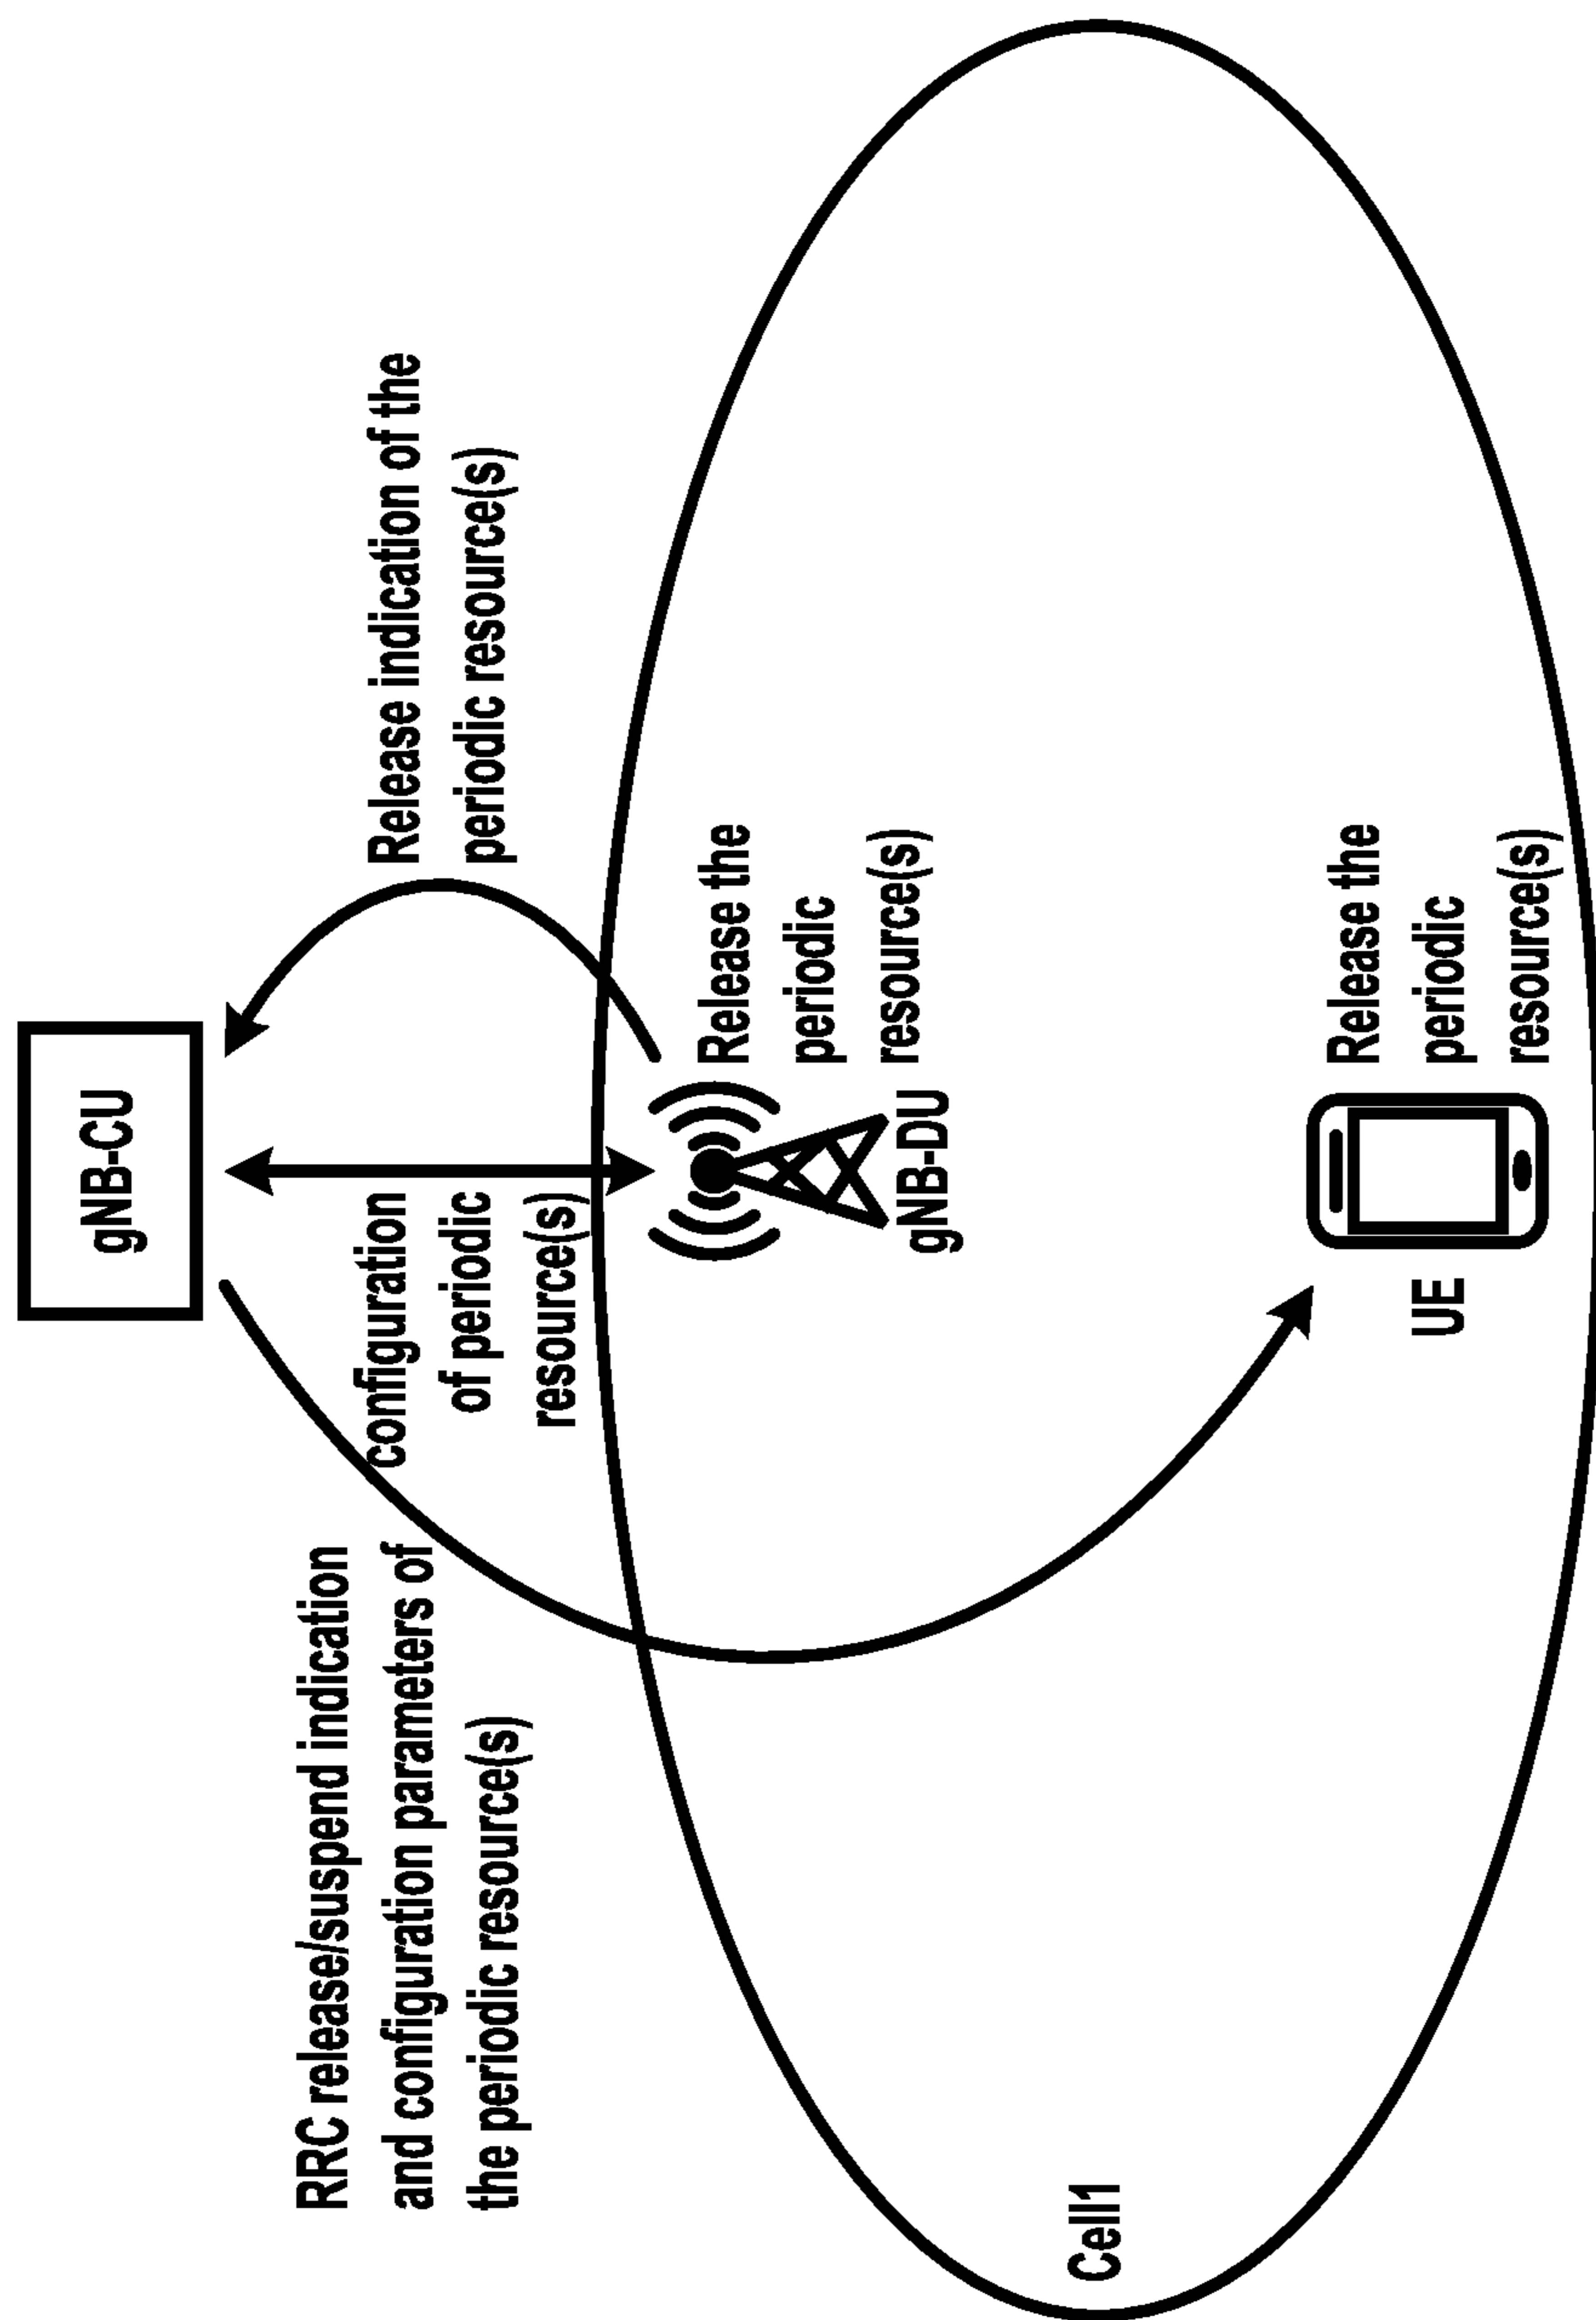 gNB-CU
RRC release/suspend indication
and configuration parameters of
the periodic resource(s)
configuration
of periodic
resource(s)
Release indication of the
periodic resource(s)
gNB-DU
Release the
periodic
resource(s)
Cell1
UE
Release the
periodic
resource(s)